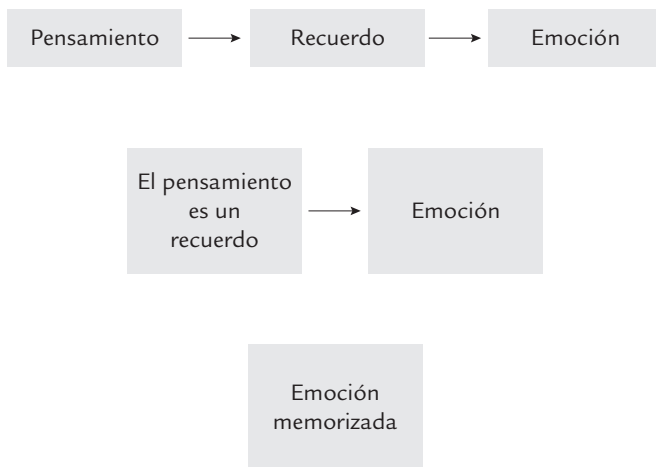 Pensamiento
Recuerdo
Emoción
El pensamiento
es un
recuerdo
Emoción
Emoción
memorizada